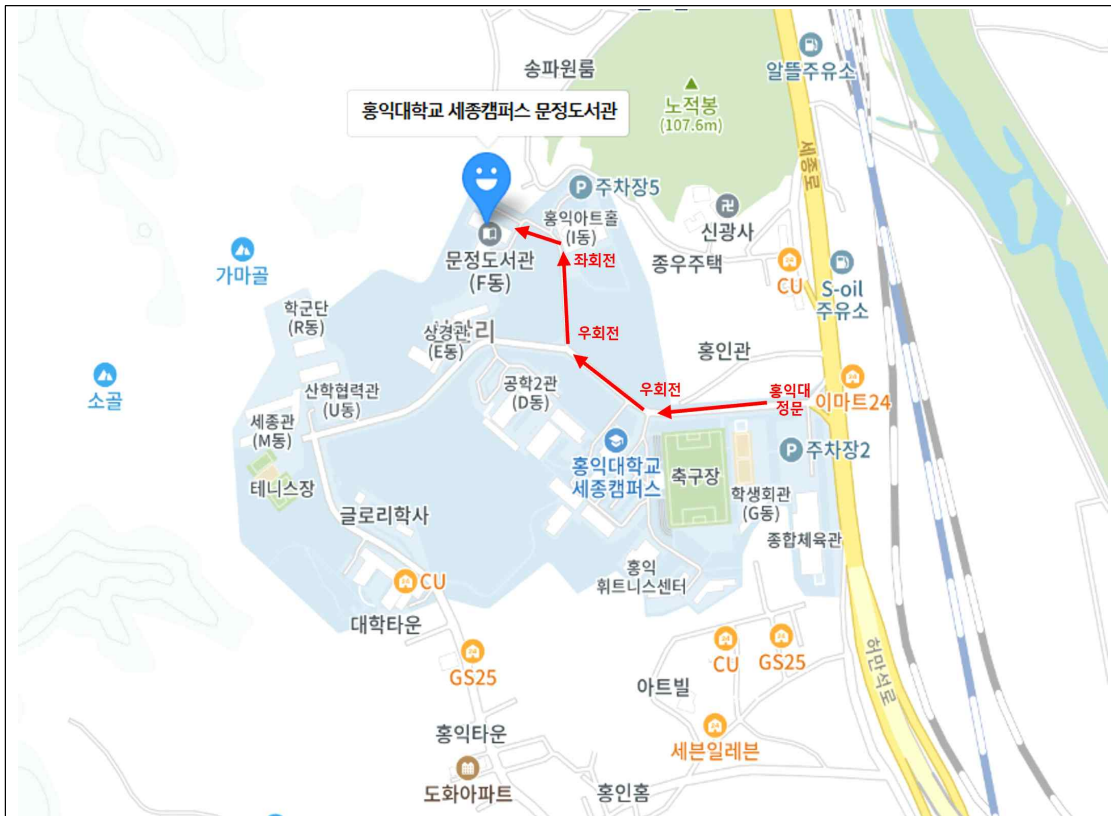 송파원룸
알뜰주유소
노적봉
(107.6m)
홍익대학교 세종캠퍼스 문정도서관
세종로
P 주차장5
홍익아트홀
(I동)
신광사
문정도서관
(F동)
좌회전
종우주택
가마골
CU
S-oil
주유소
학군단
(R동)
상경관
(E동)
리
우회전
홍인관
소골
산학협력관
(U동)
공학2관
(D동)
우회전
홍익대
정문
이마트24
세종관
(M동)
P 주차장2
홍익대학교
세종캠퍼스
축구장
테니스장
학생회관
(G동)
글로리학사
종합체육관
홍익
휘트니스센터
CU
대학타운
CU
GS25
GS25
허만석로
아트빌
홍익타운
세븐일레븐
도화아파트
홍인홈